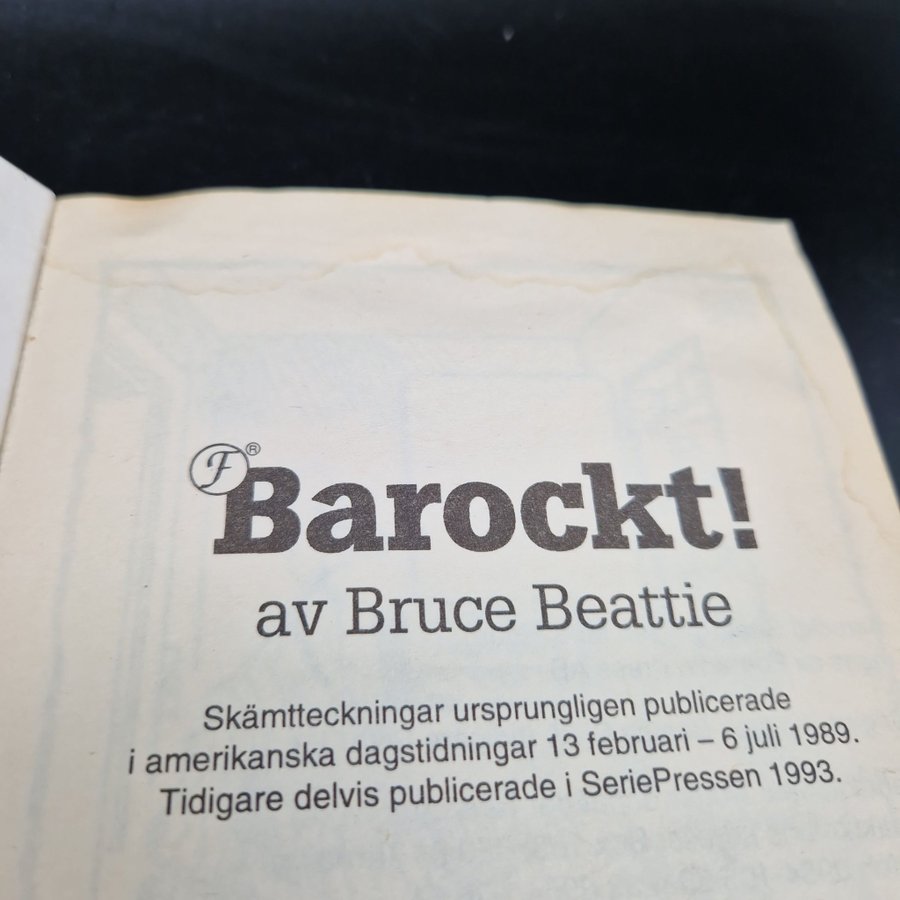 F®
Barockt!
av Bruce Beattie
Skämtteckningar ursprungligen publicerade
i amerikanska dagstidningar 13 februari – 6 juli 1989.
Tidigare delvis publicerade i SeriePressen 1993.